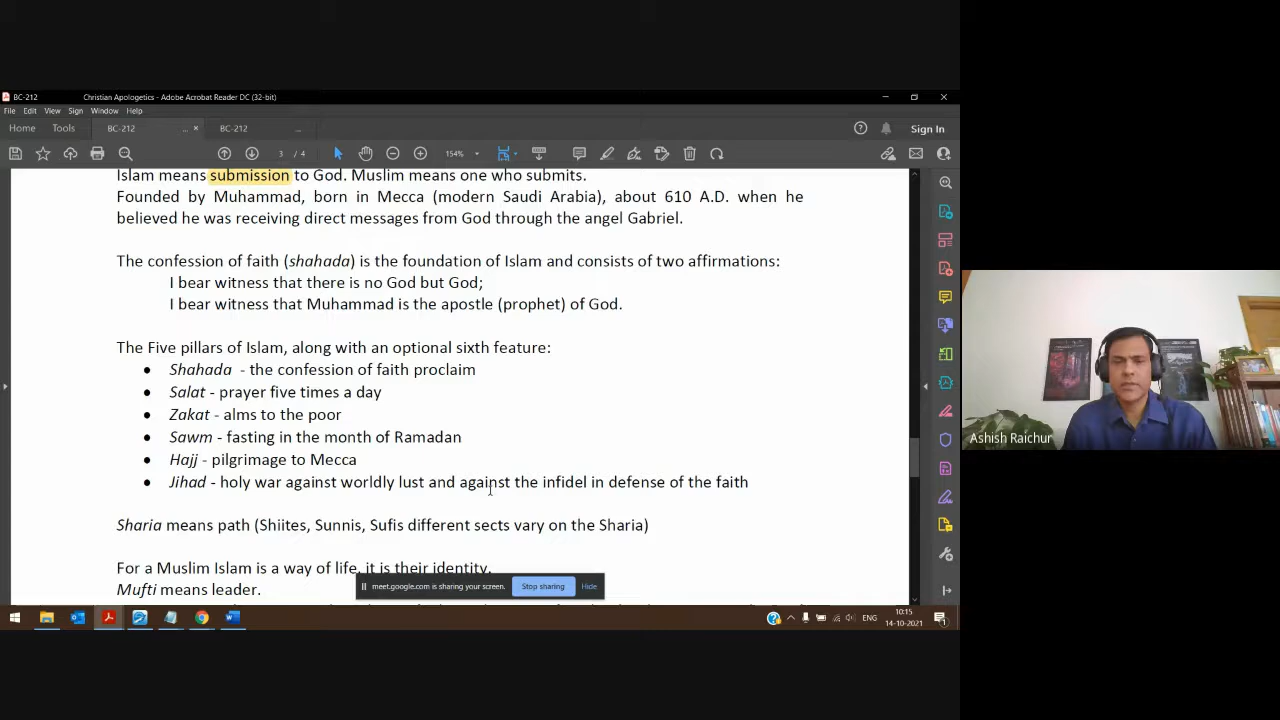 BC-212 Christian Apologetics - Adobe Acrobat Reader DC (32-bit)
File Edit View Sign Window Help
Home Tools BC-212 ... × BC-212 ... Sign In
3 / 4 154%
Islam means submission to God. Muslim means one who submits.
Founded by Muhammad, born in Mecca (modern Saudi Arabia), about 610 A.D. when he
believed he was receiving direct messages from God through the angel Gabriel.
The confession of faith (shahada) is the foundation of Islam and consists of two affirmations:
I bear witness that there is no God but God;
I bear witness that Muhammad is the apostle (prophet) of God.
The Five pillars of Islam, along with an optional sixth feature:
• Shahada - the confession of faith proclaim
• Salat - prayer five times a day
• Zakat - alms to the poor
• Sawm - fasting in the month of Ramadan
• Hajj - pilgrimage to Mecca
• Jihad - holy war against worldly lust and against the infidel in defense of the faith
Sharia means path (Shiites, Sunnis, Sufis different sects vary on the Sharia)
For a Muslim Islam is a way of life, it is their identity.
Mufti means leader.
meet.google.com is sharing your screen. Stop sharing Hide
ENG 10:15
14-10-2021
Ashish Raichur